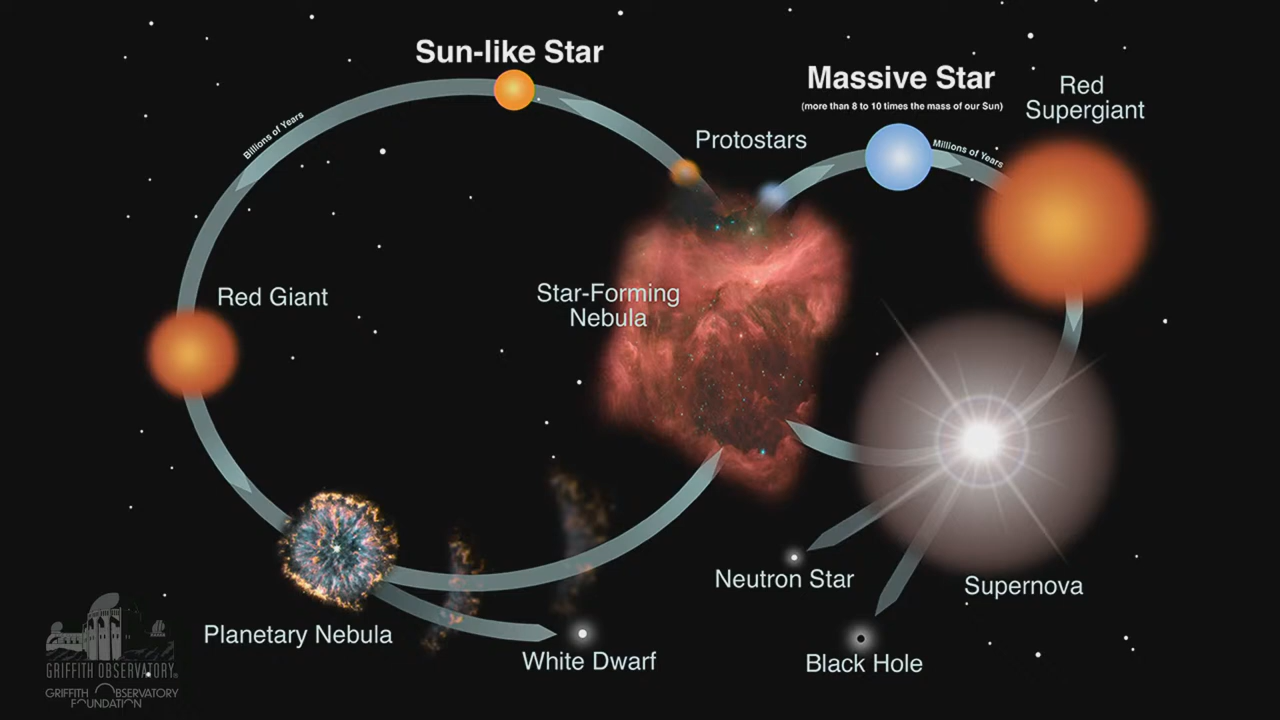 Sun-like Star
Massive Star
(more than 8 to 10 times the mass of our Sun)
Red
Supergiant
Protostars
Billions of Years
Millions of Years
Red Giant
Star-Forming
Nebula
Neutron Star
Supernova
Planetary Nebula
White Dwarf
Black Hole
GRIFFITH OBSERVATORY
GRIFFITH OBSERVATORY
FOUNDATION